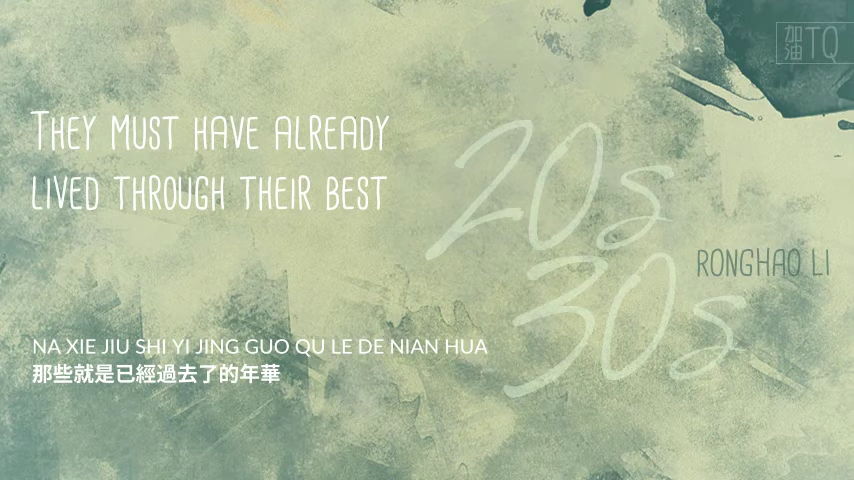 加油 TQ
They must have already
lived through their best
20s
30s
RONGHAO LI
NA XIE JIU SHI YI JING GUO QU LE DE NIAN HUA
那些就是已經過去了的年華